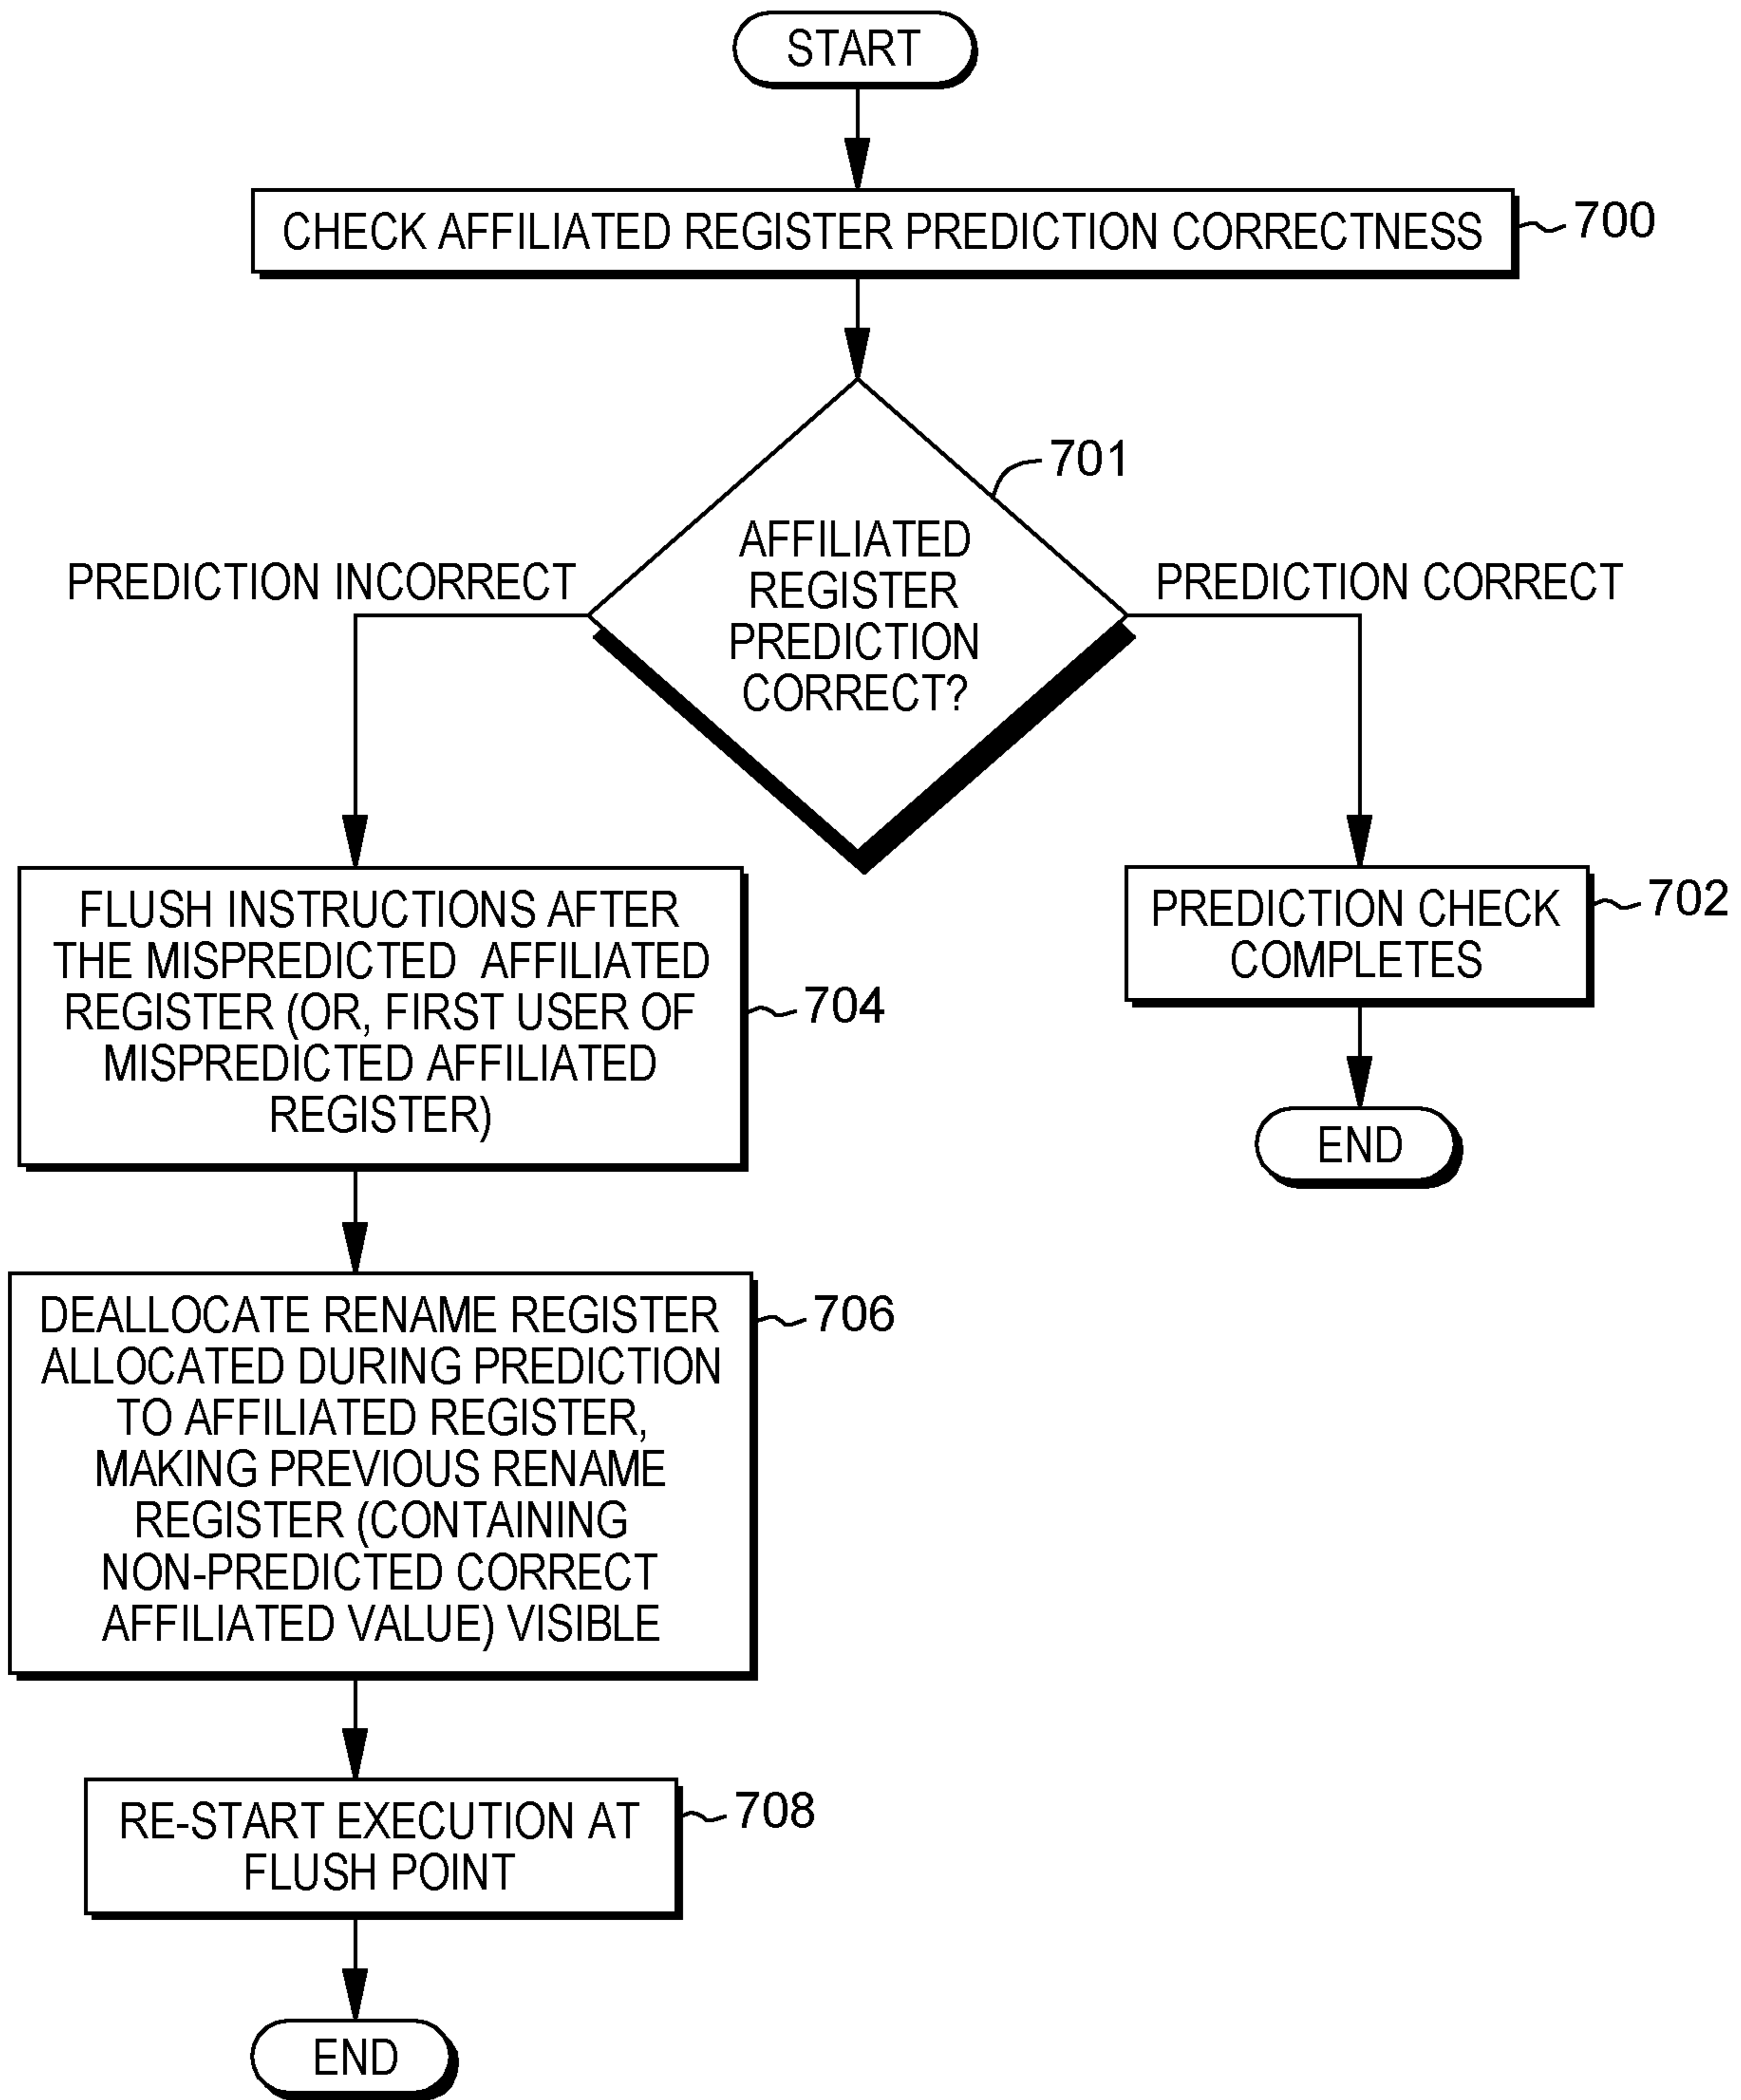 START
CHECK AFFILIATED REGISTER PREDICTION CORRECTNESS
700
701
AFFILIATED
REGISTER
PREDICTION
CORRECT?
PREDICTION INCORRECT
PREDICTION CORRECT
FLUSH INSTRUCTIONS AFTER
THE MISPREDICTED AFFILIATED
REGISTER (OR, FIRST USER OF
MISPREDICTED AFFILIATED
REGISTER)
704
PREDICTION CHECK
COMPLETES
702
END
DEALLOCATE RENAME REGISTER
ALLOCATED DURING PREDICTION
TO AFFILIATED REGISTER,
MAKING PREVIOUS RENAME
REGISTER (CONTAINING
NON-PREDICTED CORRECT
AFFILIATED VALUE) VISIBLE
706
RE-START EXECUTION AT
FLUSH POINT
708
END